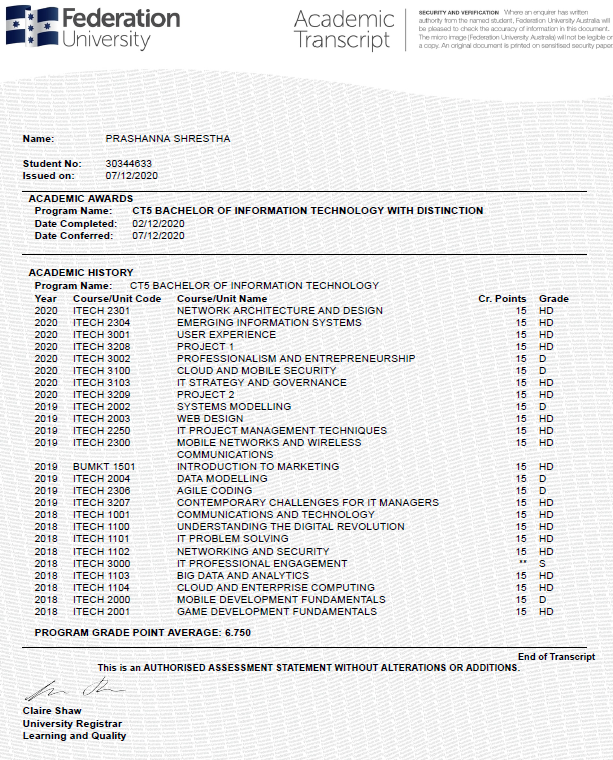 Federation
University
Academic
Transcript
SECURITY AND VERIFICATION Where an enquirer has written
authority from the named student, Federation University Australia will
be pleased to check the accuracy of information in this document.
The micro image (Federation University Australia) will not be legible on
a copy. An original document is printed on sensitised security paper
Name: PRASHANNA SHRESTHA
Student No: 30344633
Issued on: 07/12/2020
ACADEMIC AWARDS
Program Name: CT5 BACHELOR OF INFORMATION TECHNOLOGY WITH DISTINCTION
Date Completed: 02/12/2020
Date Conferred: 07/12/2020
ACADEMIC HISTORY
Program Name: CT5 BACHELOR OF INFORMATION TECHNOLOGY
Year Course/Unit Code Course/Unit Name Cr. Points Grade
2020 ITECH 2301 NETWORK ARCHITECTURE AND DESIGN 15 HD
2020 ITECH 2304 EMERGING INFORMATION SYSTEMS 15 HD
2020 ITECH 3001 USER EXPERIENCE 15 HD
2020 ITECH 3208 PROJECT 1 15 HD
2020 ITECH 3002 PROFESSIONALISM AND ENTREPRENEURSHIP 15 D
2020 ITECH 3100 CLOUD AND MOBILE SECURITY 15 D
2020 ITECH 3103 IT STRATEGY AND GOVERNANCE 15 HD
2020 ITECH 3209 PROJECT 2 15 HD
2019 ITECH 2002 SYSTEMS MODELLING 15 D
2019 ITECH 2003 WEB DESIGN 15 HD
2019 ITECH 2250 IT PROJECT MANAGEMENT TECHNIQUES 15 HD
2019 ITECH 2300 MOBILE NETWORKS AND WIRELESS 15 HD
COMMUNICATIONS
2019 BUMKT 1501 INTRODUCTION TO MARKETING 15 HD
2019 ITECH 2004 DATA MODELLING 15 D
2019 ITECH 2306 AGILE CODING 15 D
2019 ITECH 3207 CONTEMPORARY CHALLENGES FOR IT MANAGERS 15 HD
2018 ITECH 1001 COMMUNICATIONS AND TECHNOLOGY 15 HD
2018 ITECH 1100 UNDERSTANDING THE DIGITAL REVOLUTION 15 HD
2018 ITECH 1101 IT PROBLEM SOLVING 15 HD
2018 ITECH 1102 NETWORKING AND SECURITY 15 HD
2018 ITECH 3000 IT PROFESSIONAL ENGAGEMENT ** S
2018 ITECH 1103 BIG DATA AND ANALYTICS 15 HD
2018 ITECH 1104 CLOUD AND ENTERPRISE COMPUTING 15 HD
2018 ITECH 2000 MOBILE DEVELOPMENT FUNDAMENTALS 15 D
2018 ITECH 2001 GAME DEVELOPMENT FUNDAMENTALS 15 HD
PROGRAM GRADE POINT AVERAGE: 6.750
End of Transcript
This is an AUTHORISED ASSESSMENT STATEMENT WITHOUT ALTERATIONS OR ADDITIONS.
Claire Shaw
University Registrar
Learning and Quality